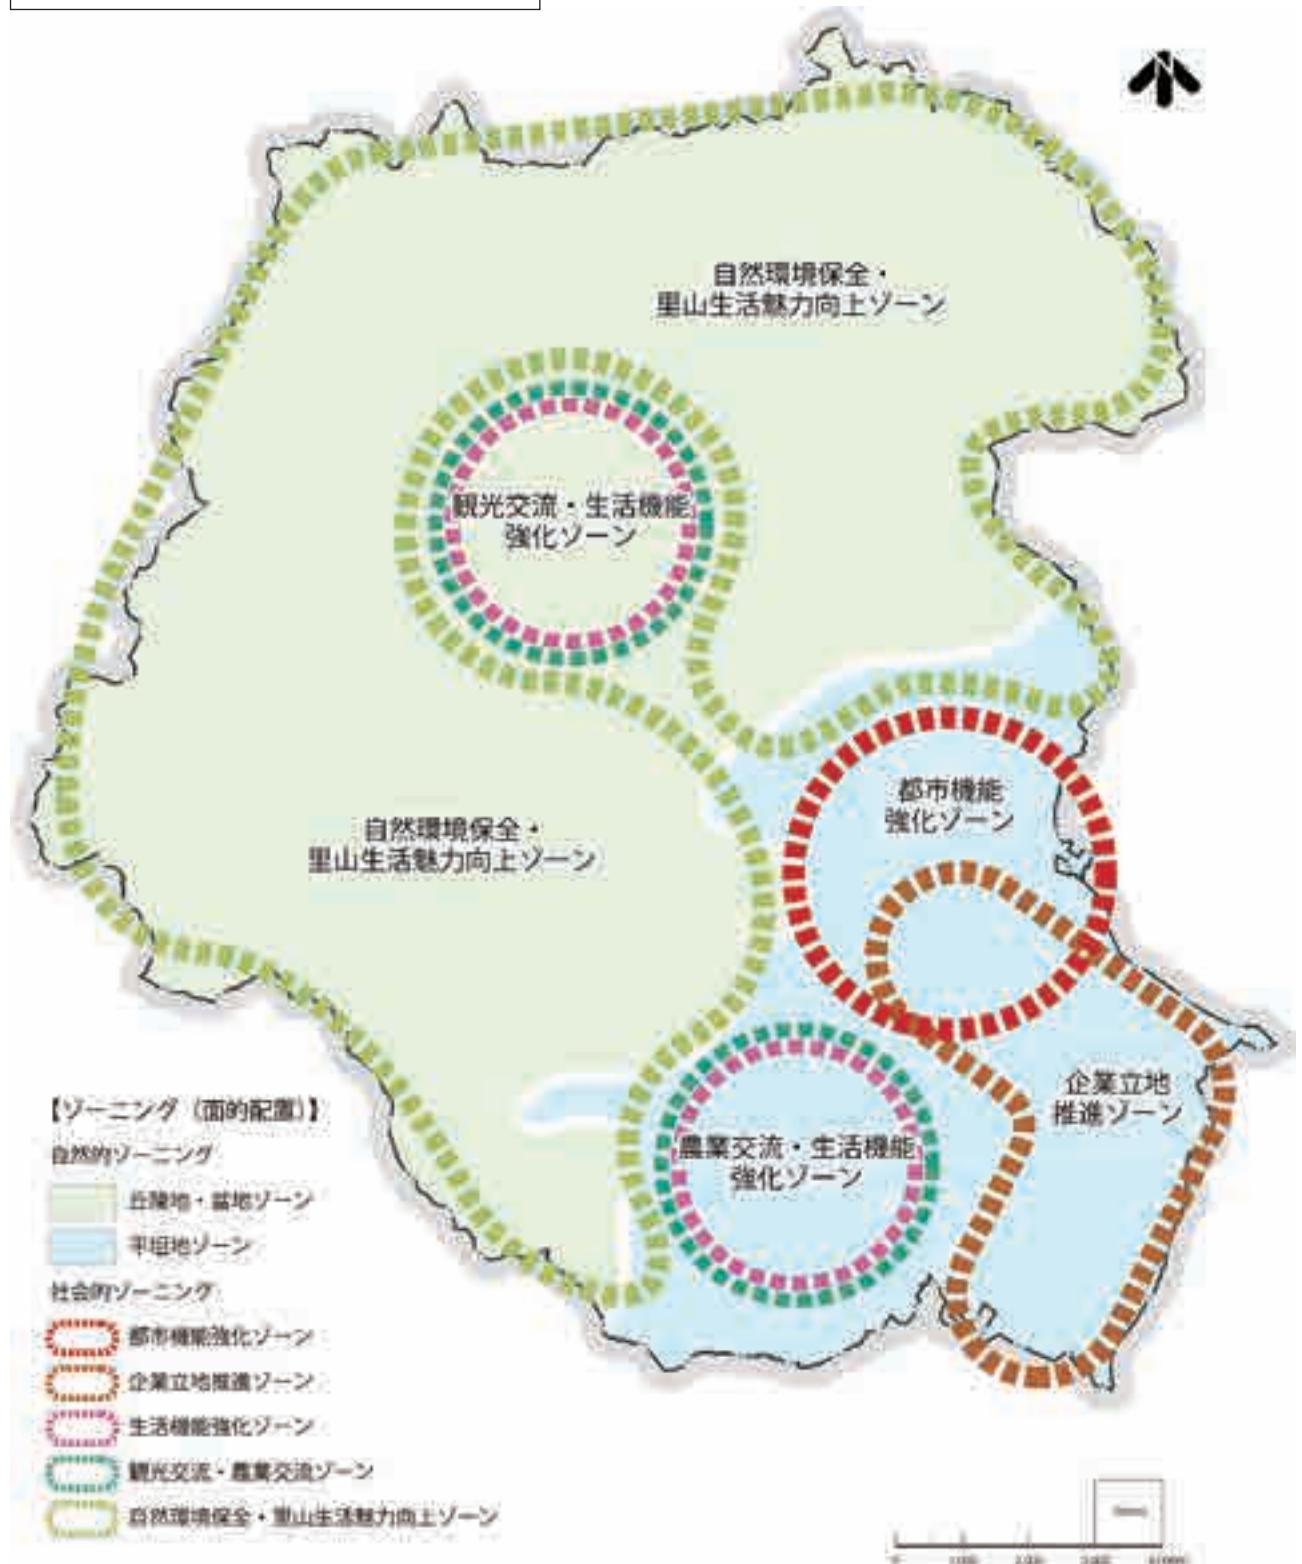 自然環境保全・
里山生活魅力向上ゾーン
観光交流・生活機能
強化ゾーン
都市機能
強化ゾーン
自然環境保全・
里山生活魅力向上ゾーン
企業立地
推進ゾーン
農業交流・生活機能
強化ゾーン
【ゾーニング（面的配置）】
自然的ゾーニング
丘陵地・盆地ゾーン
平坦地ゾーン
社会的ゾーニング
都市機能強化ゾーン
企業立地推進ゾーン
生活機能強化ゾーン
観光交流・農業交流ゾーン
自然環境保全・里山生活魅力向上ゾーン